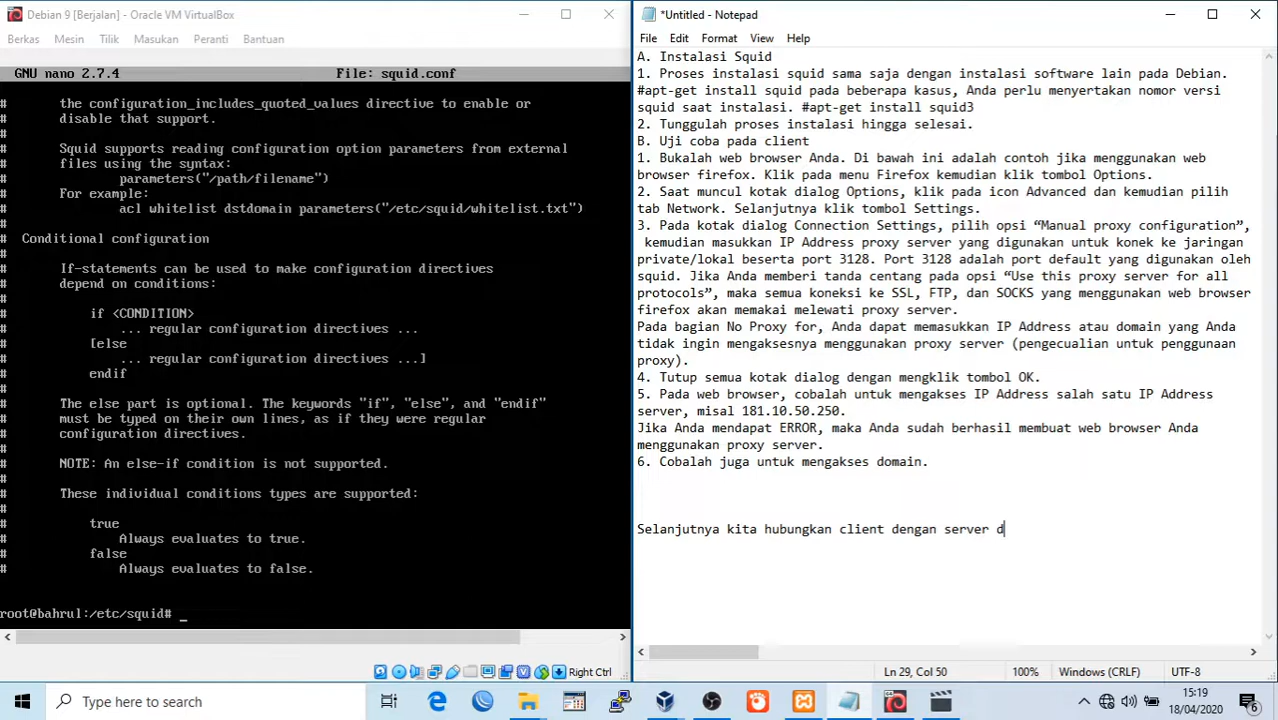 Debian 9 [Berjalan] - Oracle VM VirtualBox
Berkas Mesin Tilik Masukan Peranti Bantuan
GNU nano 2.7.4 File: squid.conf
# the configuration_includes_quoted_values directive to enable or
# disable that support.
#
# Squid supports reading configuration option parameters from external
# files using the syntax:
# parameters("/path/filename")
# For example:
# acl whitelist dstdomain parameters("/etc/squid/whitelist.txt")
#
# Conditional configuration
#
# If-statements can be used to make configuration directives
# depend on conditions:
#
# if <CONDITION>
# ... regular configuration directives ...
# [else
# ... regular configuration directives ...]
# endif
#
# The else part is optional. The keywords "if", "else", and "endif"
# must be typed on their own lines, as if they were regular
# configuration directives.
#
# NOTE: An else-if condition is not supported.
#
# These individual conditions types are supported:
#
# true
# Always evaluates to true.
# false
# Always evaluates to false.
root@bahrul:/etc/squid# _
Right Ctrl
*Untitled - Notepad
File Edit Format View Help
A. Instalasi Squid
1. Proses instalasi squid sama saja dengan instalasi software lain pada Debian.
#apt-get install squid pada beberapa kasus, Anda perlu menyertakan nomor versi
squid saat instalasi. #apt-get install squid3
2. Tunggulah proses instalasi hingga selesai.
B. Uji coba pada client
1. Bukalah web browser Anda. Di bawah ini adalah contoh jika menggunakan web
browser firefox. Klik pada menu Firefox kemudian klik tombol Options.
2. Saat muncul kotak dialog Options, klik pada icon Advanced dan kemudian pilih
tab Network. Selanjutnya klik tombol Settings.
3. Pada kotak dialog Connection Settings, pilih opsi “Manual proxy configuration”,
kemudian masukkan IP Address proxy server yang digunakan untuk konek ke jaringan
private/lokal beserta port 3128. Port 3128 adalah port default yang digunakan oleh
squid. Jika Anda memberi tanda centang pada opsi “Use this proxy server for all
protocols”, maka semua koneksi ke SSL, FTP, dan SOCKS yang menggunakan web browser
firefox akan memakai melewati proxy server.
Pada bagian No Proxy for, Anda dapat memasukkan IP Address atau domain yang Anda
tidak ingin mengaksesnya menggunakan proxy server (pengecualian untuk penggunaan
proxy).
4. Tutup semua kotak dialog dengan mengklik tombol OK.
5. Pada web browser, cobalah untuk mengakses IP Address salah satu IP Address
server, misal 181.10.50.250.
Jika Anda mendapat ERROR, maka Anda sudah berhasil membuat web browser Anda
menggunakan proxy server.
6. Cobalah juga untuk mengakses domain.
Selanjutnya kita hubungkan client dengan server d
Ln 29, Col 50 100% Windows (CRLF) UTF-8
Type here to search
15:19
18/04/2020
6